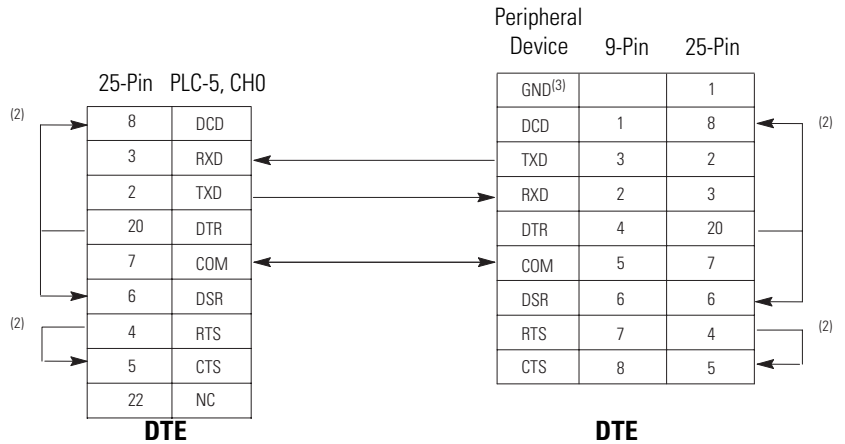 Peripheral
Device 9-Pin 25-Pin
25-Pin PLC-5, CH0
GND(3) 1
(2) 8 DCD DCD 1 8 (2)
3 RXD TXD 3 2
2 TXD RXD 2 3
20 DTR DTR 4 20
7 COM COM 5 7
6 DSR DSR 6 6
(2) 4 RTS RTS 7 4 (2)
5 CTS CTS 8 5
22 NC
DTE DTE